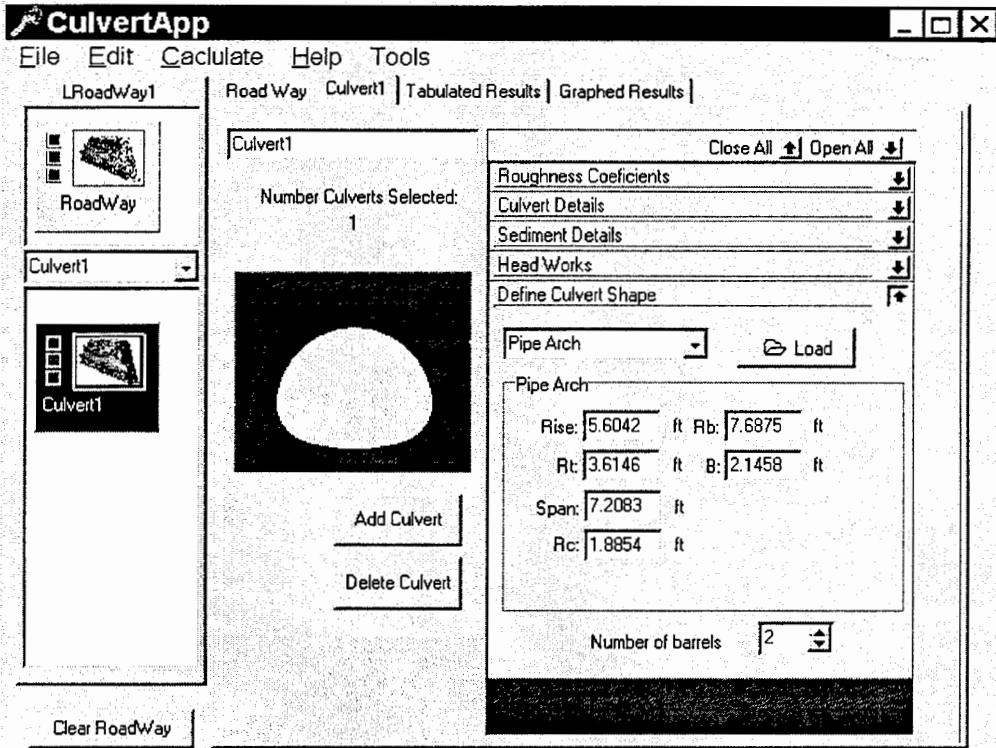 CulvertApp
File Edit Caclulate Help Tools
LRoadWay1
RoadWay
Culvert1
Culvert1
Clear RoadWay
Road Way Culvert1 Tabulated Results Graphed Results
Culvert1
Number Culverts Selected:
1
Add Culvert
Delete Culvert
Close All Open All
Roughness Coeficients
Culvert Details
Sediment Details
Head Works
Define Culvert Shape
Pipe Arch
Load
Pipe Arch
Rise: 5.6042 ft Rb: 7.6875 ft
Rt: 3.6146 ft B: 2.1458 ft
Span: 7.2083 ft
Rc: 1.8854 ft
Number of barrels 2